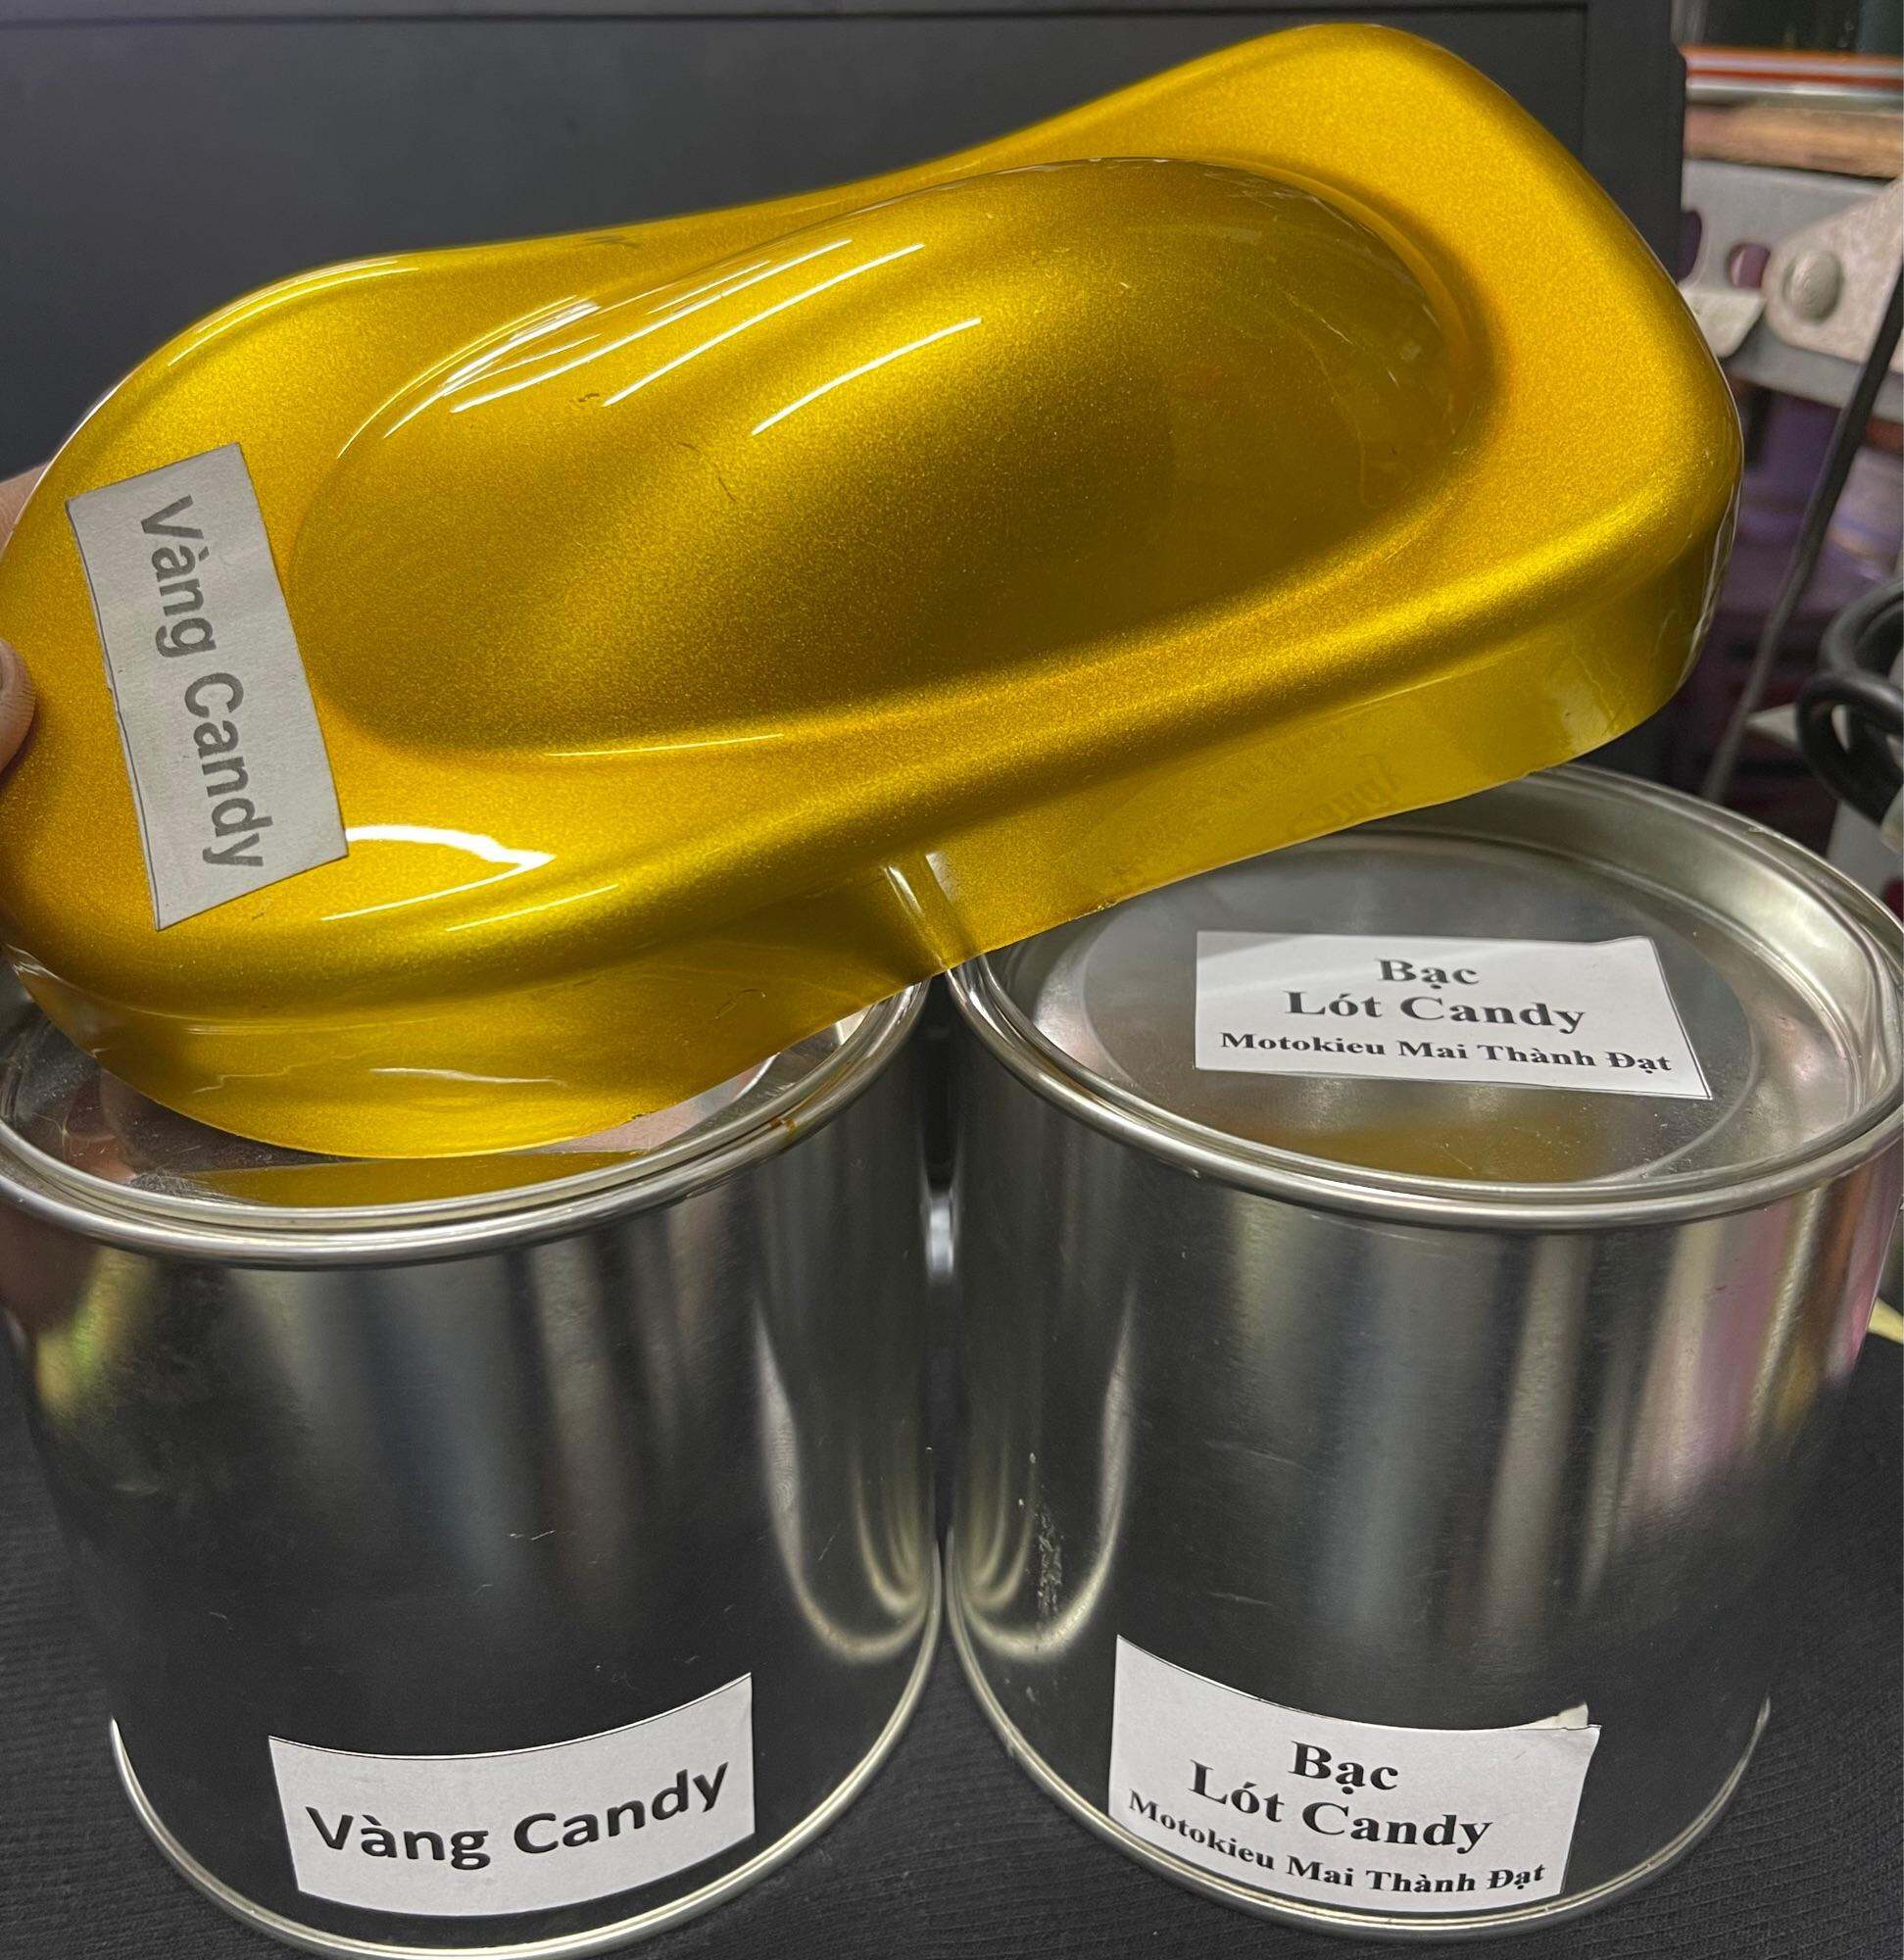 Vàng Candy
Bạc
Lót Candy
Motokieu Mai Thành Đạt
Vàng Candy
Bạc
Lót Candy
Motokieu Mai Thành Đạt